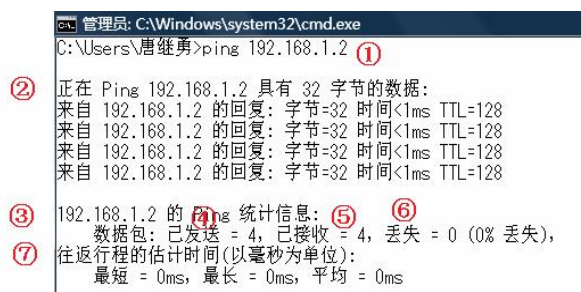 管理员: C:\Windows\system32\cmd.exe
C:\Users\唐继勇>ping 192.168.1.2 ①
② 正在 Ping 192.168.1.2 具有 32 字节的数据:
来自 192.168.1.2 的回复: 字节=32 时间<1ms TTL=128
来自 192.168.1.2 的回复: 字节=32 时间<1ms TTL=128
来自 192.168.1.2 的回复: 字节=32 时间<1ms TTL=128
来自 192.168.1.2 的回复: 字节=32 时间<1ms TTL=128
③ 192.168.1.2 的 ④ Ping 统计信息: ⑤ ⑥
数据包: 已发送 = 4, 已接收 = 4, 丢失 = 0 (0% 丢失),
⑦ 往返行程的估计时间(以毫秒为单位):
最短 = 0ms, 最长 = 0ms, 平均 = 0ms